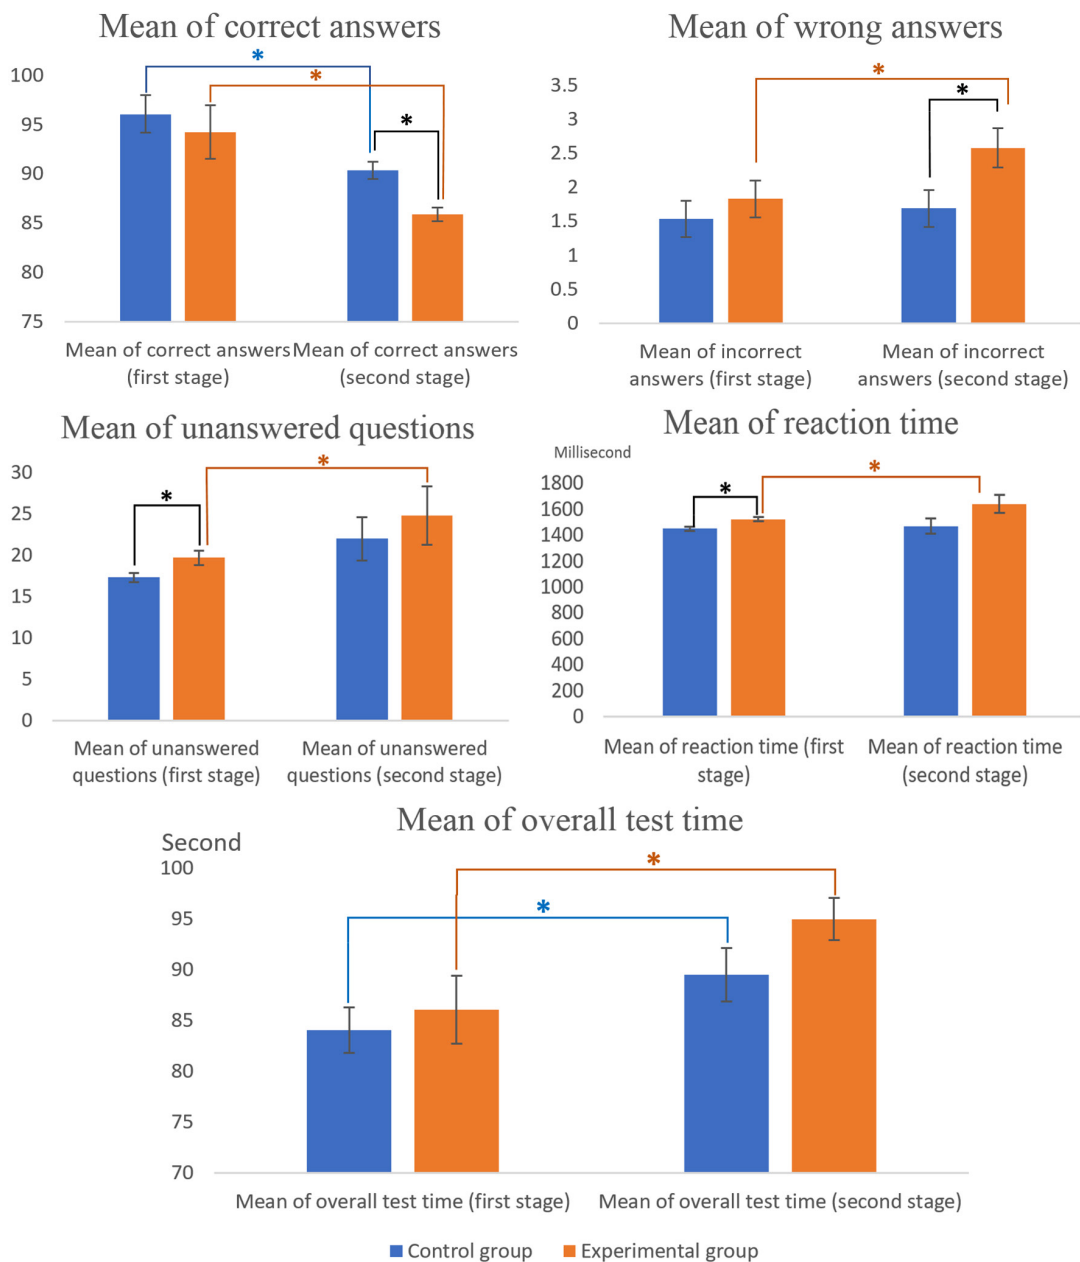 Mean of correct answers
*
*
*
100
95
90
85
80
75
Mean of correct answers
(first stage)
Mean of correct answers
(second stage)
Mean of wrong answers
*
*
3.5
3
2.5
2
1.5
1
0.5
0
Mean of incorrect
answers (first stage)
Mean of incorrect
answers (second stage)
Mean of unanswered questions
*
*
30
25
20
15
10
5
0
Mean of unanswered
questions (first stage)
Mean of unanswered
questions (second stage)
Mean of reaction time
Millisecond
*
*
1800
1600
1400
1200
1000
800
600
400
200
0
Mean of reaction time (first
stage)
Mean of reaction time
(second stage)
Mean of overall test time
Second
*
*
100
95
90
85
80
75
70
Mean of overall test time (first stage)
Mean of overall test time (second stage)
Control group
Experimental group